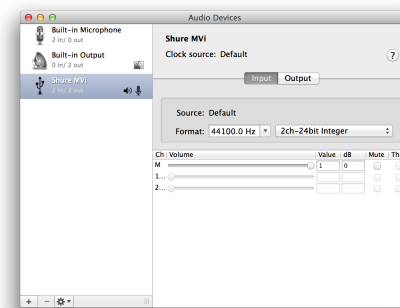 Audio Devices
Built-in Microphone
2 in/ 0 out
Built-in Output
0 in/ 2 out
Shure MVi
2 in/ 2 out
Shure MVi
Clock source: Default
?
Input Output
Source: Default
Format: 44100.0 Hz 2ch-24bit Integer
Ch Volume Value dB Mute Th
M 1 0
1...
2...
+ −